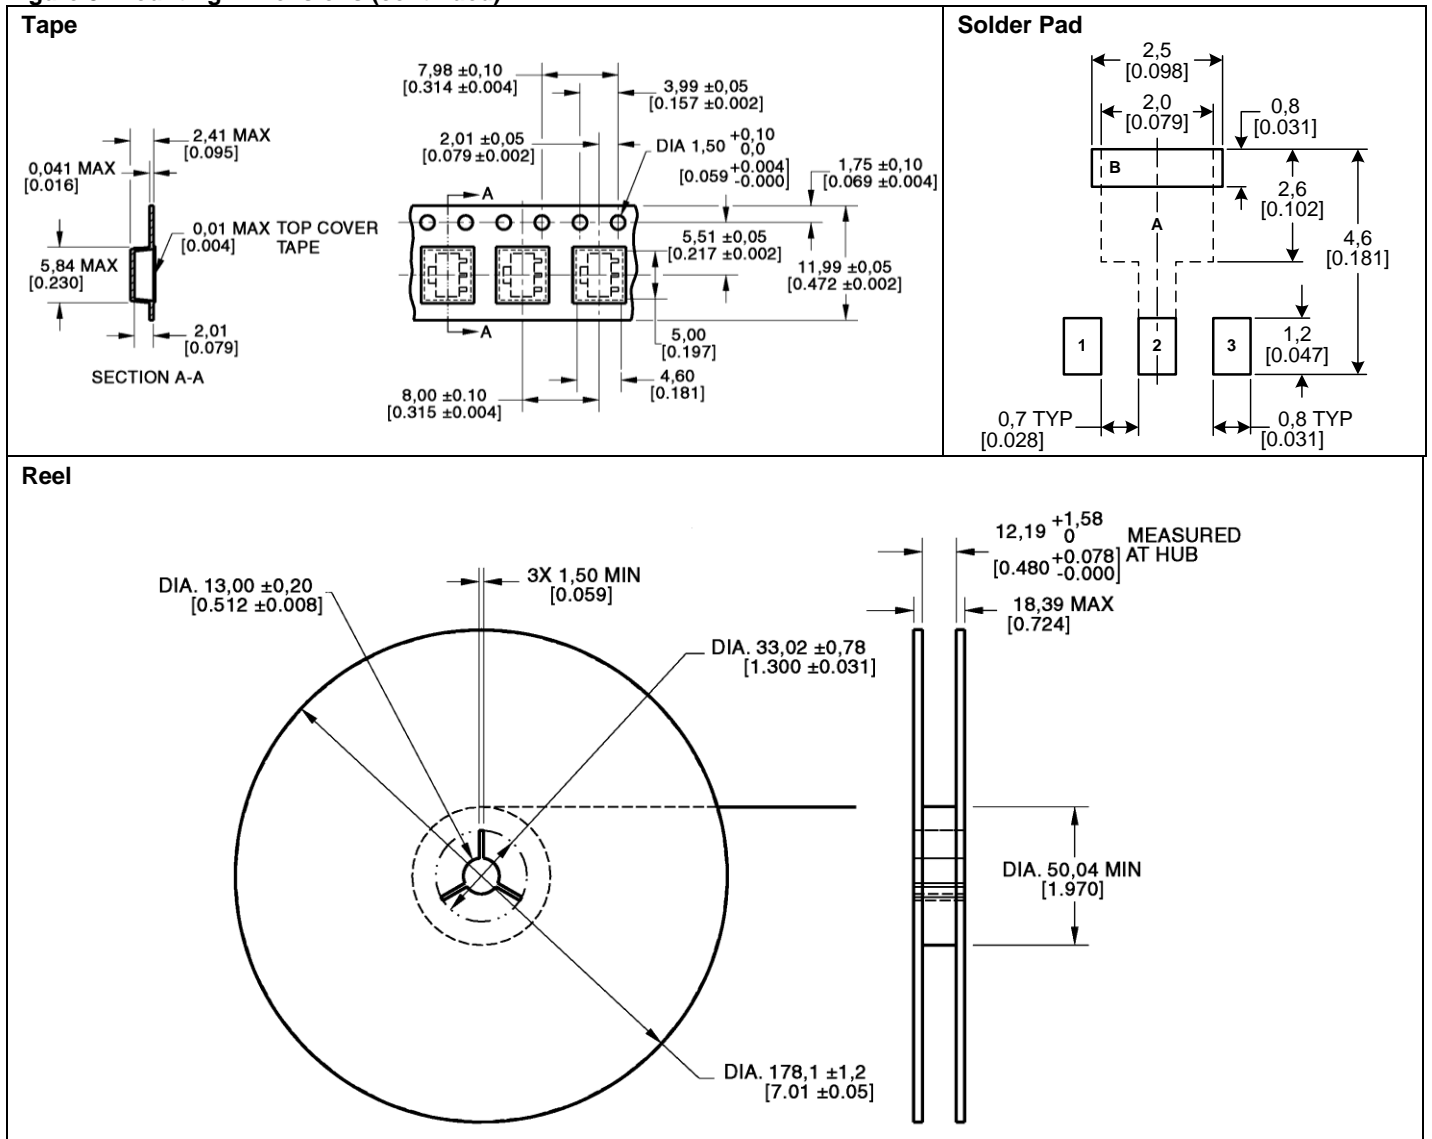 Tape
7,98 ±0,10
[0.314 ±0.004]
3,99 ±0,05
[0.157 ±0.002]
2,41 MAX
[0.095]
2,01 ±0,05
[0.079 ±0.002]
DIA 1,50 +0,10
0,0
[0.059 +0.004
-0.000]
0,041 MAX
[0.016]
1,75 ±0,10
[0.069 ±0.004]
A
0,01 MAX TOP COVER
[0.004] TAPE
5,51 ±0,05
[0.217 ±0.002]
5,84 MAX
[0.230]
11,99 ±0,05
[0.472 ±0.002]
2,01
[0.079]
A
5,00
[0.197]
SECTION A-A
4,60
[0.181]
8,00 ±0.10
[0.315 ±0.004]
Solder Pad
2,5
[0.098]
2,0
[0.079]
0,8
[0.031]
B
2,6
[0.102]
A
4,6
[0.181]
1
2
3
1,2
[0.047]
0,7 TYP
[0.028]
0,8 TYP
[0.031]
Reel
12,19 +1,58
0
[0.480 +0.078
-0.000]
MEASURED
AT HUB
3X 1,50 MIN
[0.059]
DIA. 13,00 ±0,20
[0.512 ±0.008]
18,39 MAX
[0.724]
DIA. 33,02 ±0,78
[1.300 ±0.031]
DIA. 50,04 MIN
[1.970]
DIA. 178,1 ±1,2
[7.01 ±0.05]